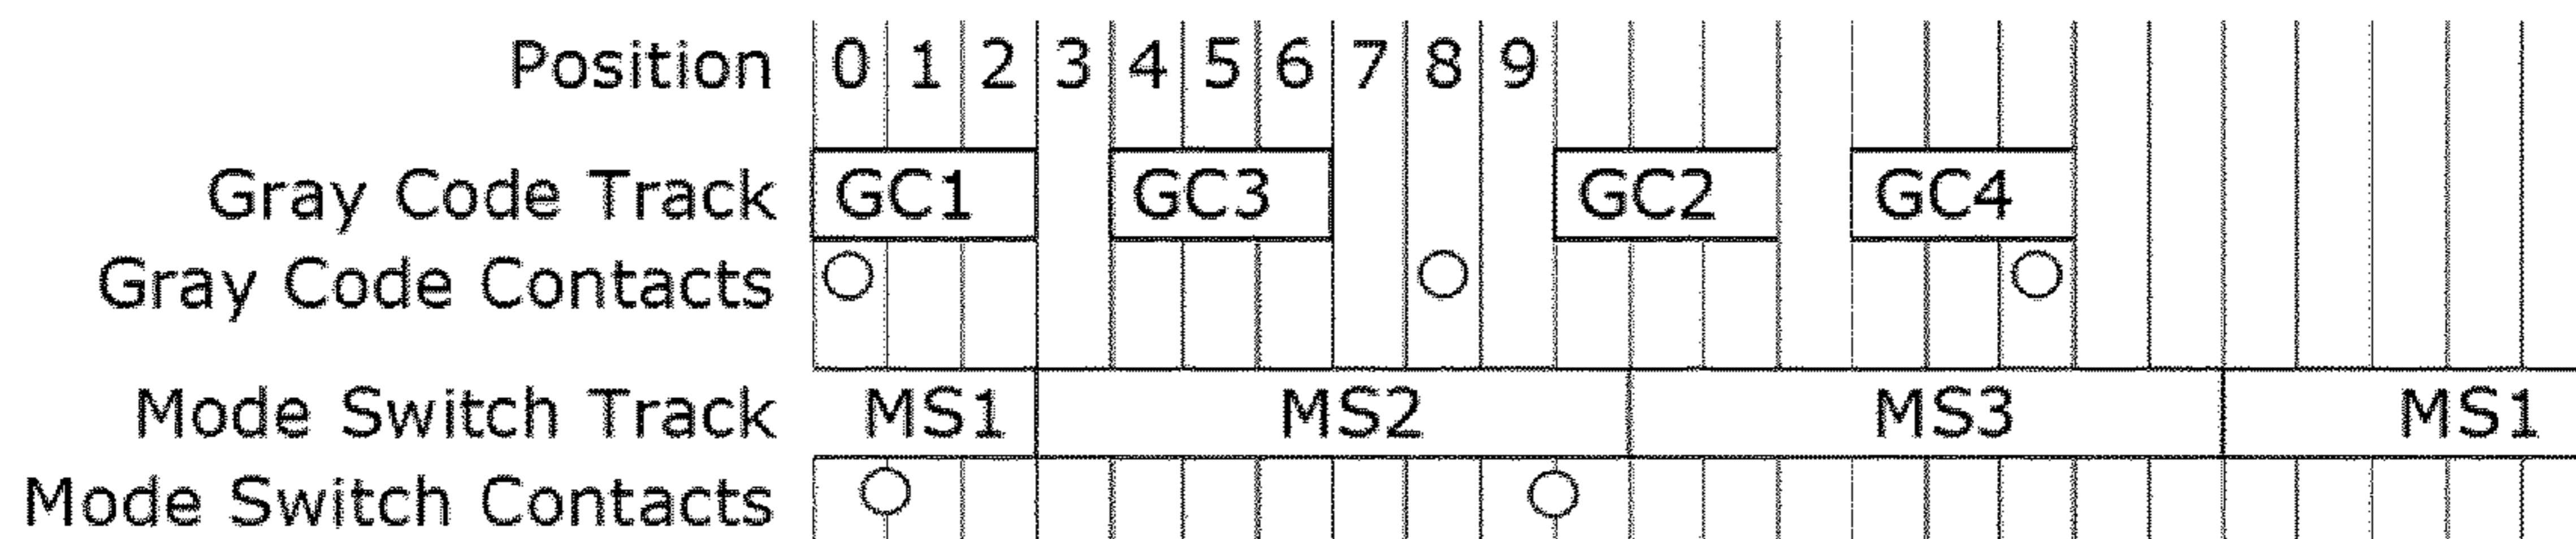 Position 0 1 2 3 4 5 6 7 8 9
Gray Code Track GC1 GC3 GC2 GC4
Gray Code Contacts
Mode Switch Track MS1 MS2 MS3 MS1
Mode Switch Contacts